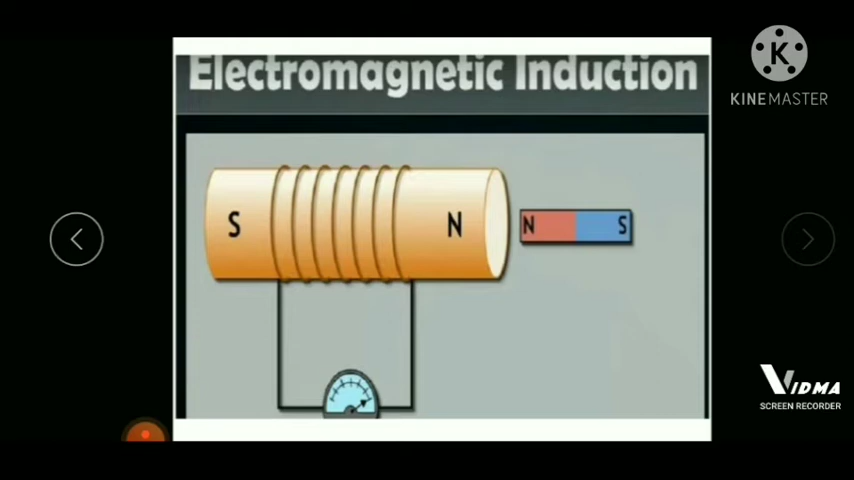 Electromagnetic Induction
K
KINEMASTER
S
N
N
S
VIDMA
SCREEN RECORDER